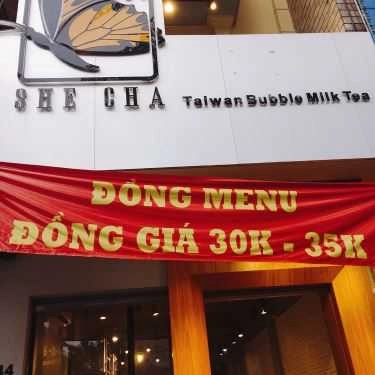 SHE CHA
Taiwan Bubble Milk Tea
ĐỒNG MENU
ĐỒNG GIÁ 30K - 35K